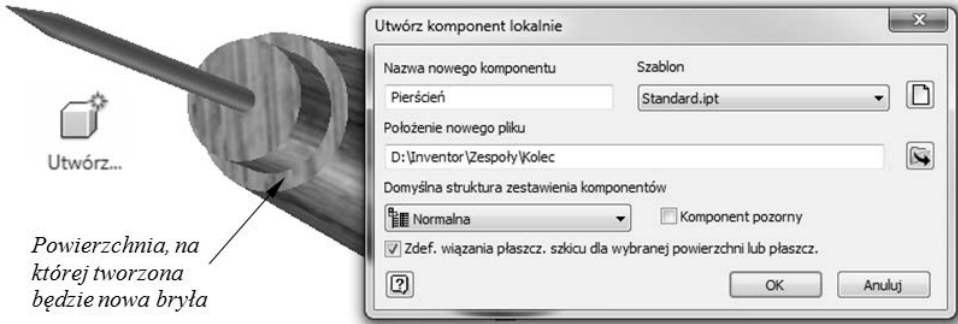 Utwórz...
Powierzchnia, na
której tworzona
będzie nowa bryła
Utwórz komponent lokalnie
Nazwa nowego komponentu
Szablon
Pierścień
Standard.ipt
Położenie nowego pliku
D:\Inventor\Zespoły\Kolec
Domyślna struktura zestawienia komponentów
Normalna
Komponent pozorny
Zdef. wiązania płaszcz. szkicu dla wybranej powierzchni lub płaszcz.
OK
Anuluj